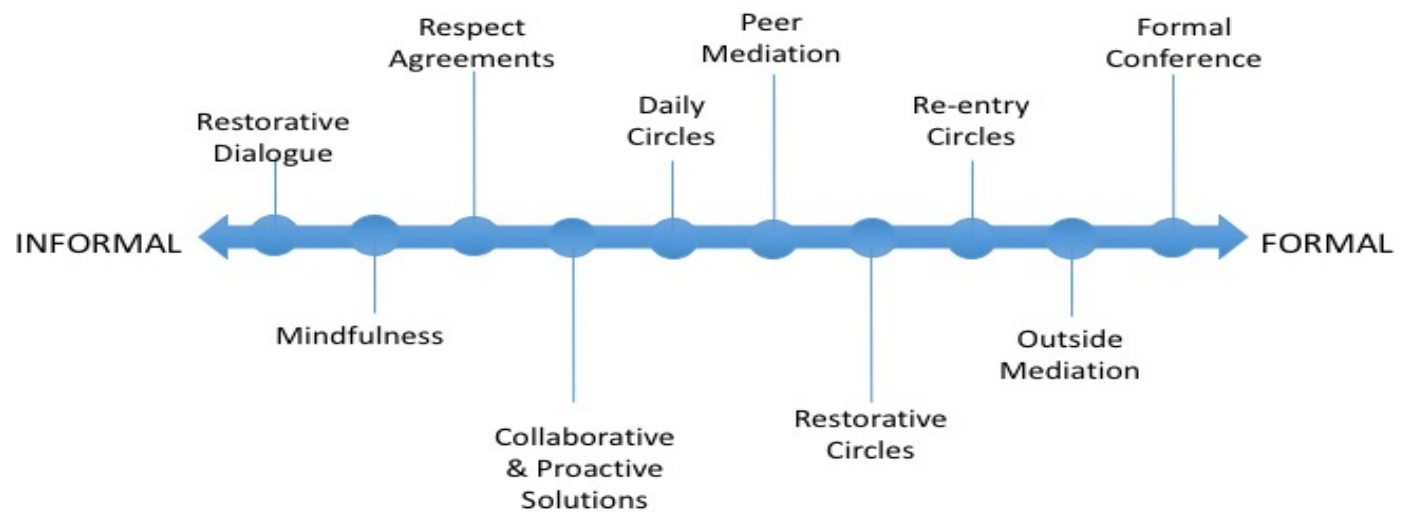 INFORMAL
Restorative
Dialogue
Mindfulness
Respect
Agreements
Collaborative
& Proactive
Solutions
Daily
Circles
Peer
Mediation
Restorative
Circles
Re-entry
Circles
Outside
Mediation
Formal
Conference
FORMAL